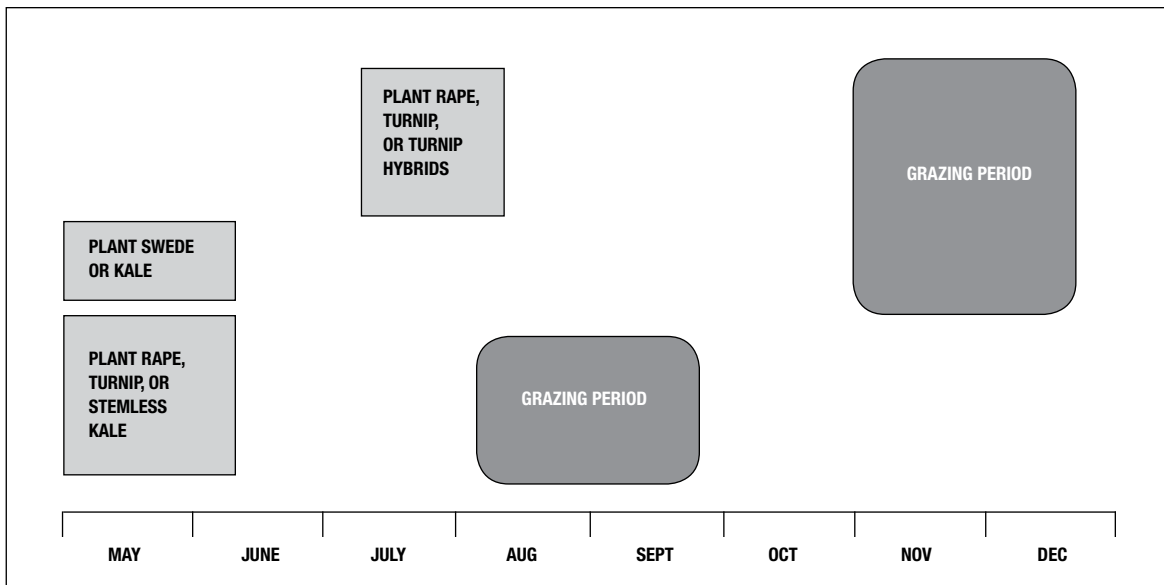 PLANT RAPE,
TURNIP,
OR TURNIP
HYBRIDS
GRAZING PERIOD
PLANT SWEDE
OR KALE
PLANT RAPE,
TURNIP, OR
STEMLESS
KALE
GRAZING PERIOD
MAY JUNE JULY AUG SEPT OCT NOV DEC